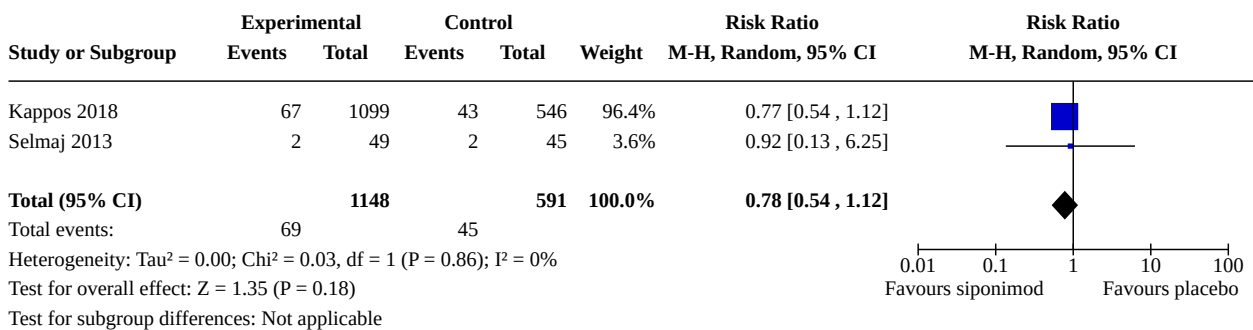 Experimental Control Risk Ratio Risk Ratio
Study or Subgroup Events Total Events Total Weight M-H, Random, 95% CI M-H, Random, 95% CI
Kappos 2018 67 1099 43 546 96.4% 0.77 [0.54 , 1.12]
Selmaj 2013 2 49 2 45 3.6% 0.92 [0.13 , 6.25]
Total (95% CI) 1148 591 100.0% 0.78 [0.54 , 1.12]
Total events: 69 45
Heterogeneity: Tau² = 0.00; Chi² = 0.03, df = 1 (P = 0.86); I² = 0%
0.01 0.1 1 10 100
Test for overall effect: Z = 1.35 (P = 0.18) Favours siponimod Favours placebo
Test for subgroup differences: Not applicable